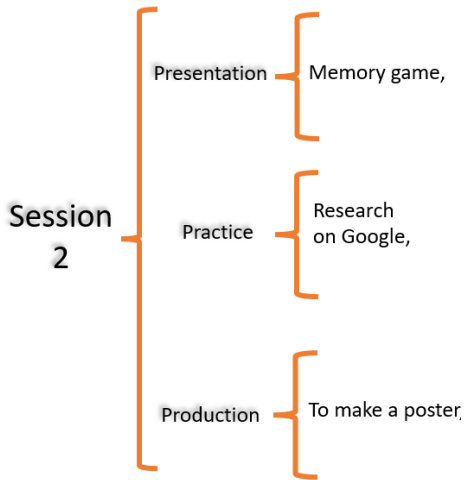 Session
2
Presentation
Memory game,
Practice
Research
on Google,
Production
To make a poster,